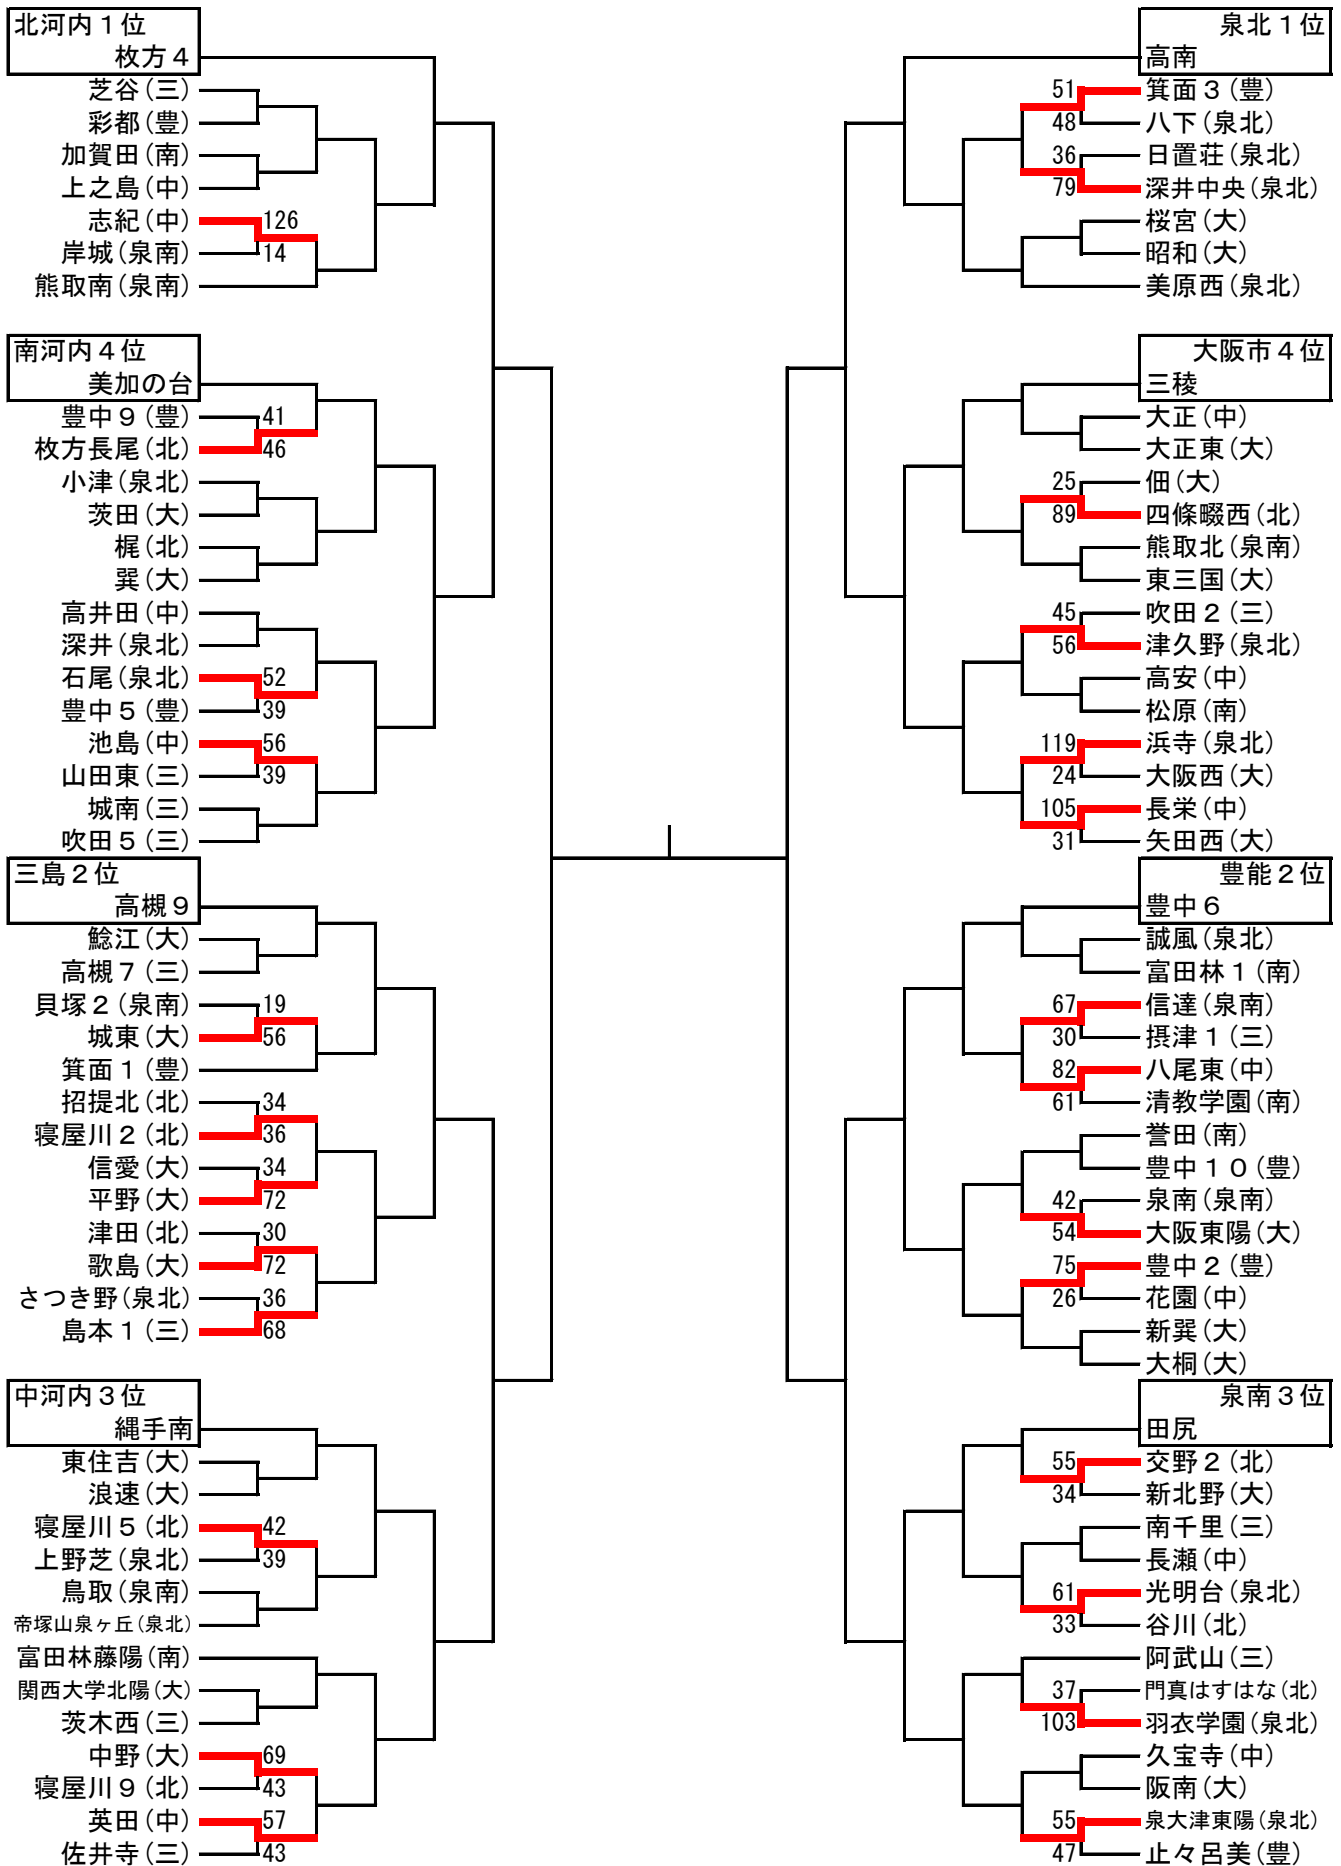 北河内１位
枚方４
芝谷(三)
彩都(豊)
加賀田(南)
上之島(中)
志紀(中) 126
岸城(泉南) 14
熊取南(泉南)
南河内４位
美加の台
豊中９(豊) 41
枚方長尾(北) 46
小津(泉北)
茨田(大)
梶(北)
巽(大)
高井田(中)
深井(泉北)
石尾(泉北) 52
豊中５(豊) 39
池島(中) 56
山田東(三) 39
城南(三)
吹田５(三)
三島２位
高槻９
鯰江(大)
高槻７(三)
貝塚２(泉南) 19
城東(大) 56
箕面１(豊)
招提北(北) 34
寝屋川２(北) 36
信愛(大) 34
平野(大) 72
津田(北) 30
歌島(大) 72
さつき野(泉北) 36
島本１(三) 68
中河内３位
縄手南
東住吉(大)
浪速(大)
寝屋川５(北) 42
上野芝(泉北) 39
鳥取(泉南)
帝塚山泉ヶ丘(泉北)
富田林藤陽(南)
関西大学北陽(大)
茨木西(三)
中野(大) 69
寝屋川９(北) 43
英田(中) 57
佐井寺(三) 43
泉北１位
高南
51 箕面３(豊)
48 八下(泉北)
36 日置荘(泉北)
79 深井中央(泉北)
桜宮(大)
昭和(大)
美原西(泉北)
大阪市４位
三稜
大正(中)
大正東(大)
25 佃(大)
89 四條畷西(北)
熊取北(泉南)
東三国(大)
45 吹田２(三)
56 津久野(泉北)
高安(中)
松原(南)
119 浜寺(泉北)
24 大阪西(大)
105 長栄(中)
31 矢田西(大)
豊能２位
豊中６
誠風(泉北)
富田林１(南)
67 信達(泉南)
30 摂津１(三)
82 八尾東(中)
61 清教学園(南)
誉田(南)
豊中１０(豊)
42 泉南(泉南)
54 大阪東陽(大)
75 豊中２(豊)
26 花園(中)
新巽(大)
大桐(大)
泉南３位
田尻
55 交野２(北)
34 新北野(大)
南千里(三)
長瀬(中)
61 光明台(泉北)
33 谷川(北)
阿武山(三)
37 門真はすはな(北)
103 羽衣学園(泉北)
久宝寺(中)
阪南(大)
55 泉大津東陽(泉北)
47 止々呂美(豊)